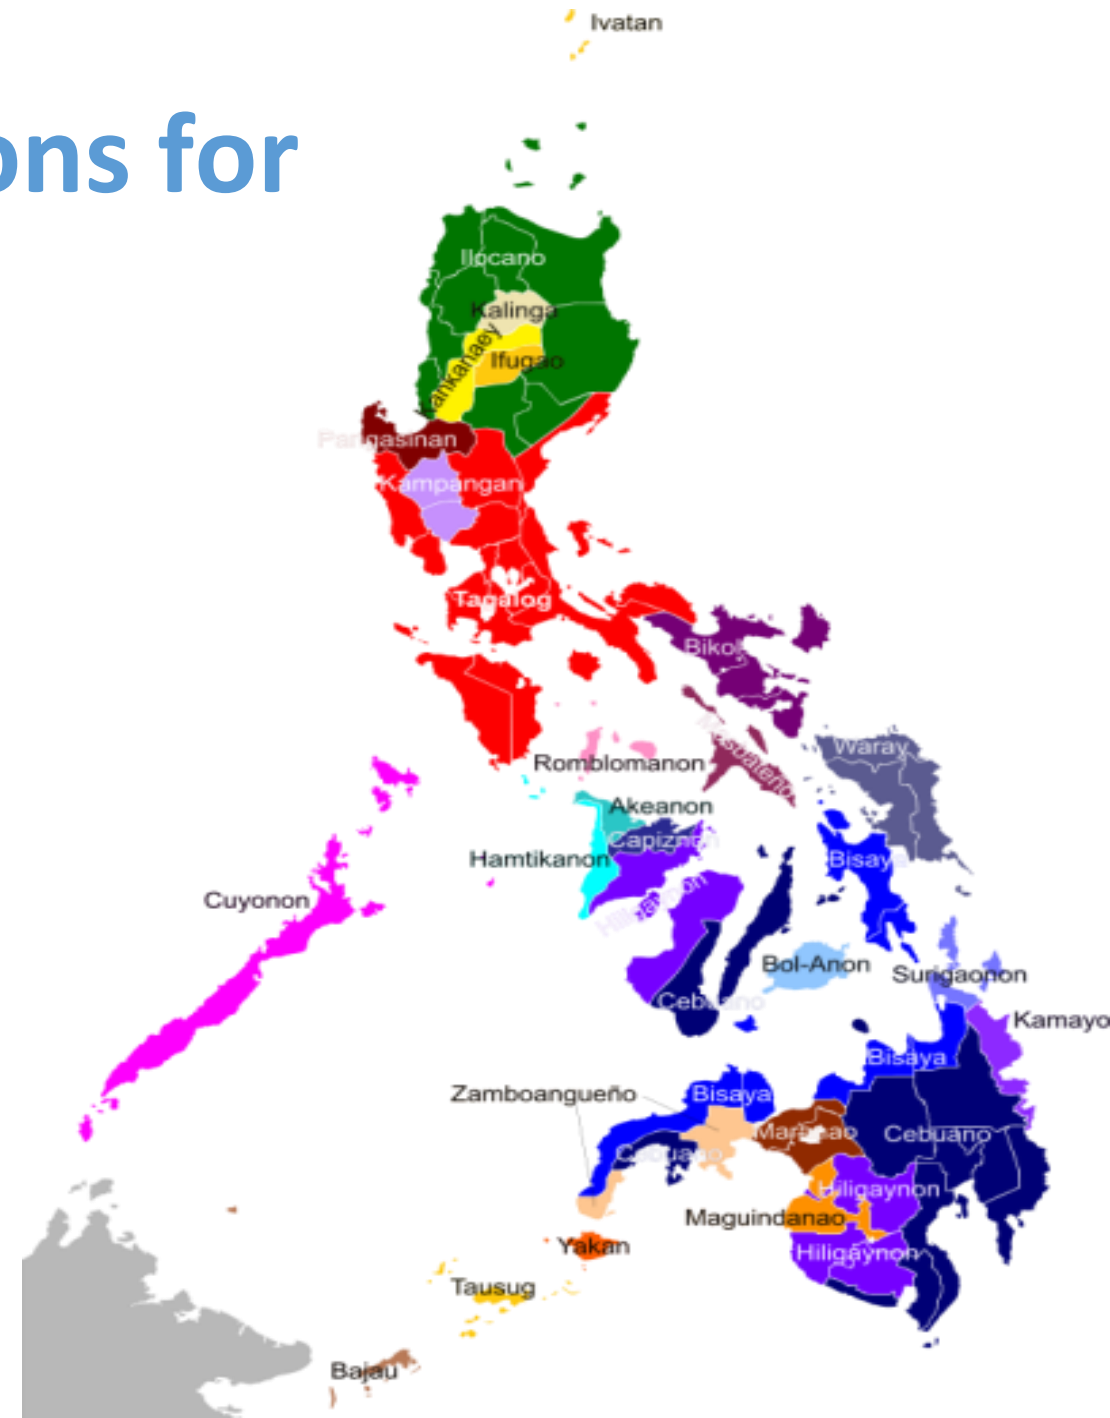 Ivatan
ons for
Ilocano
Kalinga
Kankanaey
Ifugao
Pangasinan
Kampangan
Tagalog
Bikol
Masbateño
Waray
Romblomanon
Akeanon
Capiznon
Hamtikanon
Bisaya
Hiligaynon
Cuyonon
Bol-Anon
Surigaonon
Cebuano
Kamayo
Bisaya
Zamboangueño
Bisaya
Maranao
Cebuano
Cebuano
Hiligaynon
Maguindanao
Yakan
Hiligaynon
Tausug
Bajau